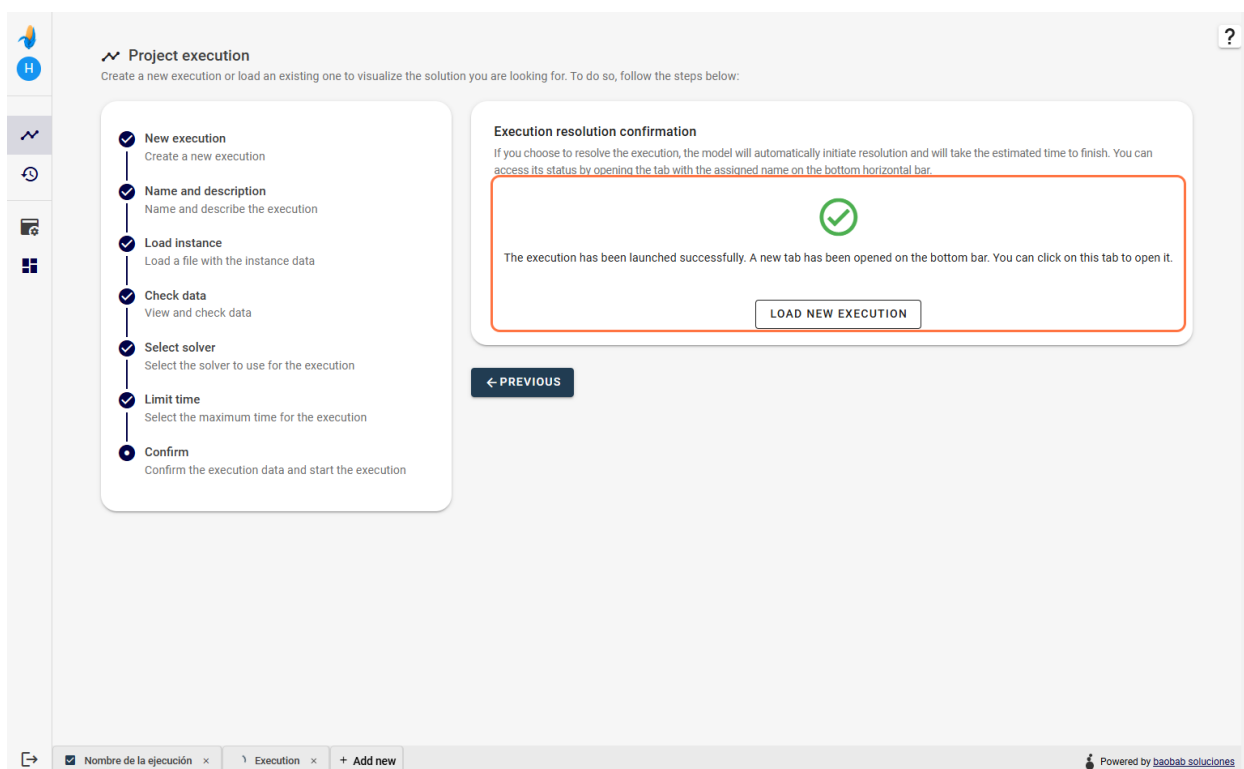 ?
Project execution
H
Create a new execution or load an existing one to visualize the solution you are looking for. To do so, follow the steps below:
New execution
Create a new execution
Name and description
Name and describe the execution
Load instance
Load a file with the instance data
Check data
View and check data
Select solver
Select the solver to use for the execution
Limit time
Select the maximum time for the execution
Confirm
Confirm the execution data and start the execution
Execution resolution confirmation
If you choose to resolve the execution, the model will automatically initiate resolution and will take the estimated time to finish. You can
access its status by opening the tab with the assigned name on the bottom horizontal bar.
The execution has been launched successfully. A new tab has been opened on the bottom bar. You can click on this tab to open it.
LOAD NEW EXECUTION
PREVIOUS
Nombre de la ejecución × Execution × + Add new Powered by baobab soluciones